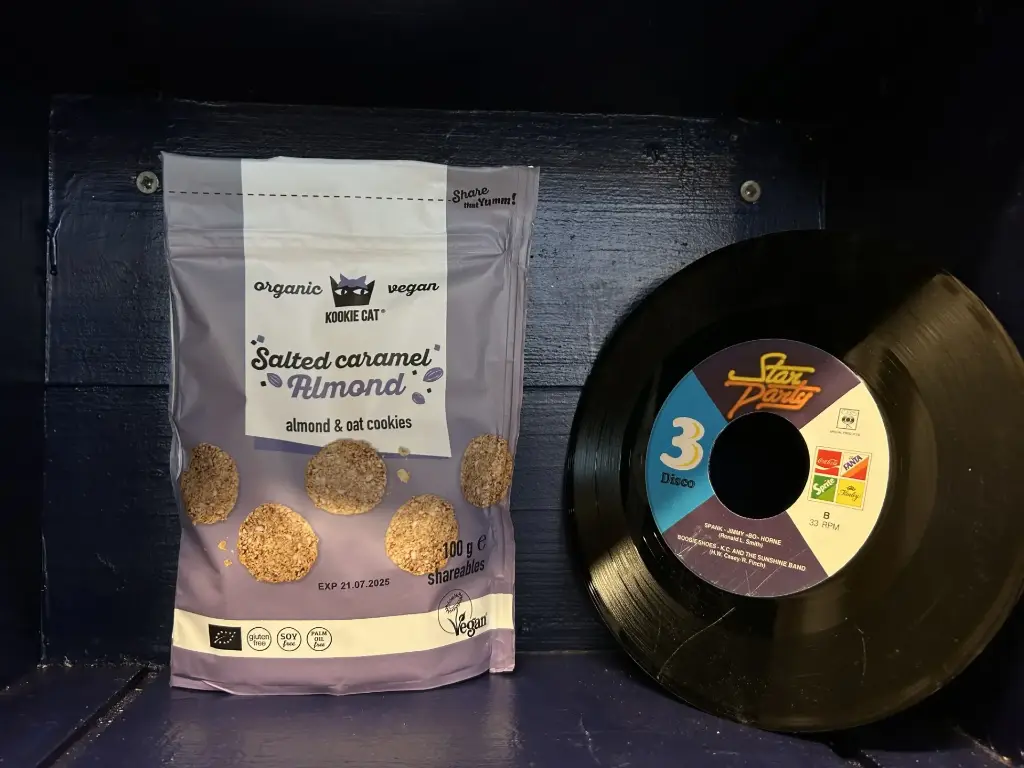 Share
that Yumm!
organic vegan
KOOKIE CAT®
Salted caramel
Almond
almond & oat cookies
100 g e
shareables
EXP 21.07.2025
gluten
free
SOY
free
PALM
OIL
free
Vegan
Star
Party
3
Disco
Coca-Cola
FANTA
Sprite
Finley
B
33 RPM
SPANK - JIMMY «BO» HORNE
(Ronald L. Smith)
BOOGIE SHOES - K.C. AND THE SUNSHINE BAND
(H.W. Casey/R. Finch)